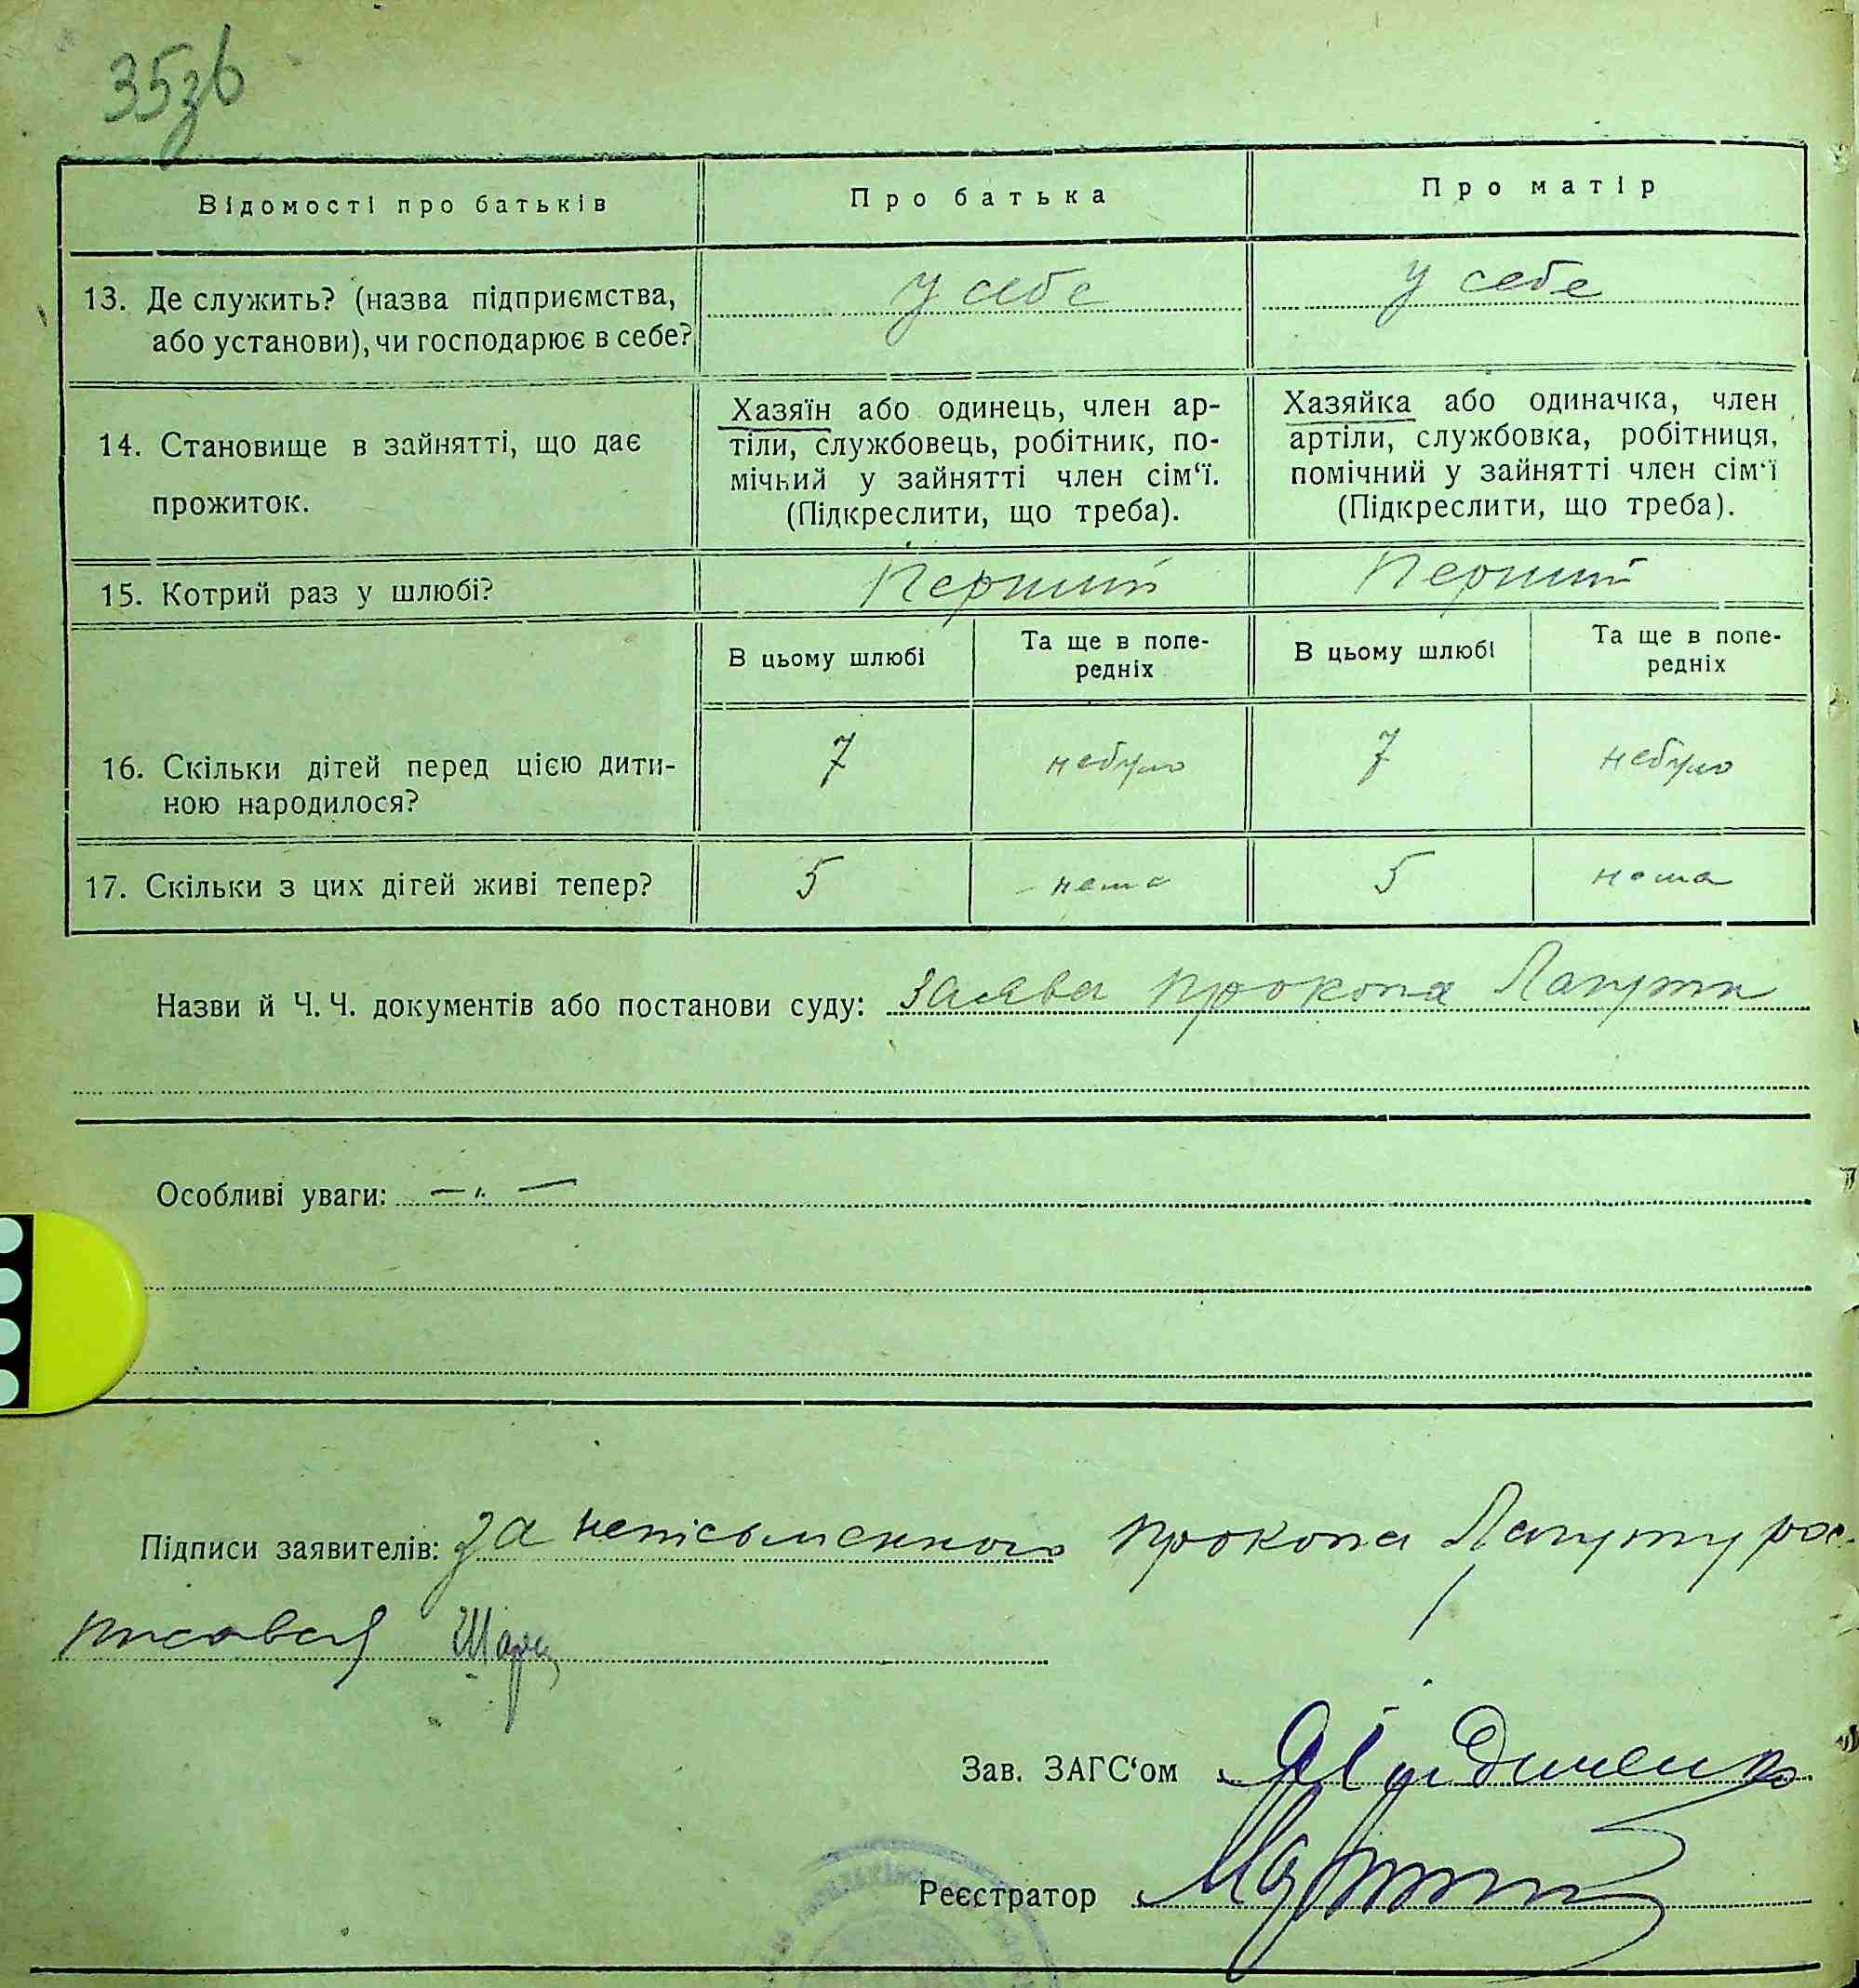 35зв
Відомості про батьків Про батька Про матір
13. Де служить? (назва підприємства, у себе у себе
або установи), чи господарює в себе?
Хазяїн або одинець, член ар- Хазяйка або одиначка, член
14. Становище в зайнятті, що дає тіли, службовець, робітник, по- артіли, службовка, робітниця,
мічний у зайнятті член сім‘ї. помічний у зайнятті член сім‘ї
прожиток. (Підкреслити, що треба). (Підкреслити, що треба).
15. Котрий раз у шлюбі? Перший Перший
В цьому шлюбі Та ще в попе- В цьому шлюбі Та ще в попе-
редніх редніх
16. Скільки дітей перед цією дити- 7 небуло 7 небуло
ною народилося?
17. Скільки з цих дітей живі тепер? 5 нема 5 нема
Назви й Ч. Ч. документів або постанови суду: Заява Прокопа Лапути
Особливі уваги: — „ —
Підписи заявителів: За неписьменного Прокопа Лапуту рос-
писався
Зав. ЗАГС‘ом
Реєстратор